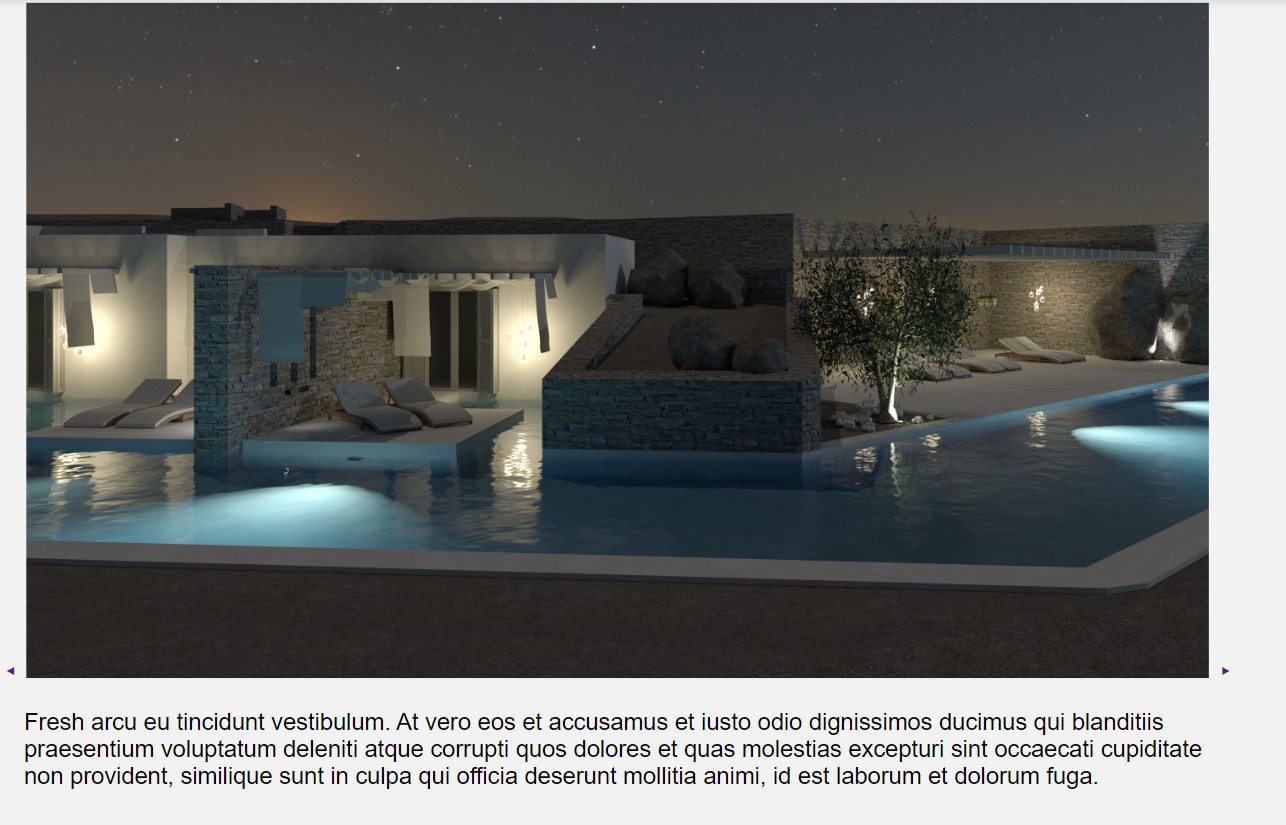 Fresh arcu eu tincidunt vestibulum. At vero eos et accusamus et iusto odio dignissimos ducimus qui blanditiis
praesentium voluptatum deleniti atque corrupti quos dolores et quas molestias excepturi sint occaecati cupiditate
non provident, similique sunt in culpa qui officia deserunt mollitia animi, id est laborum et dolorum fuga.